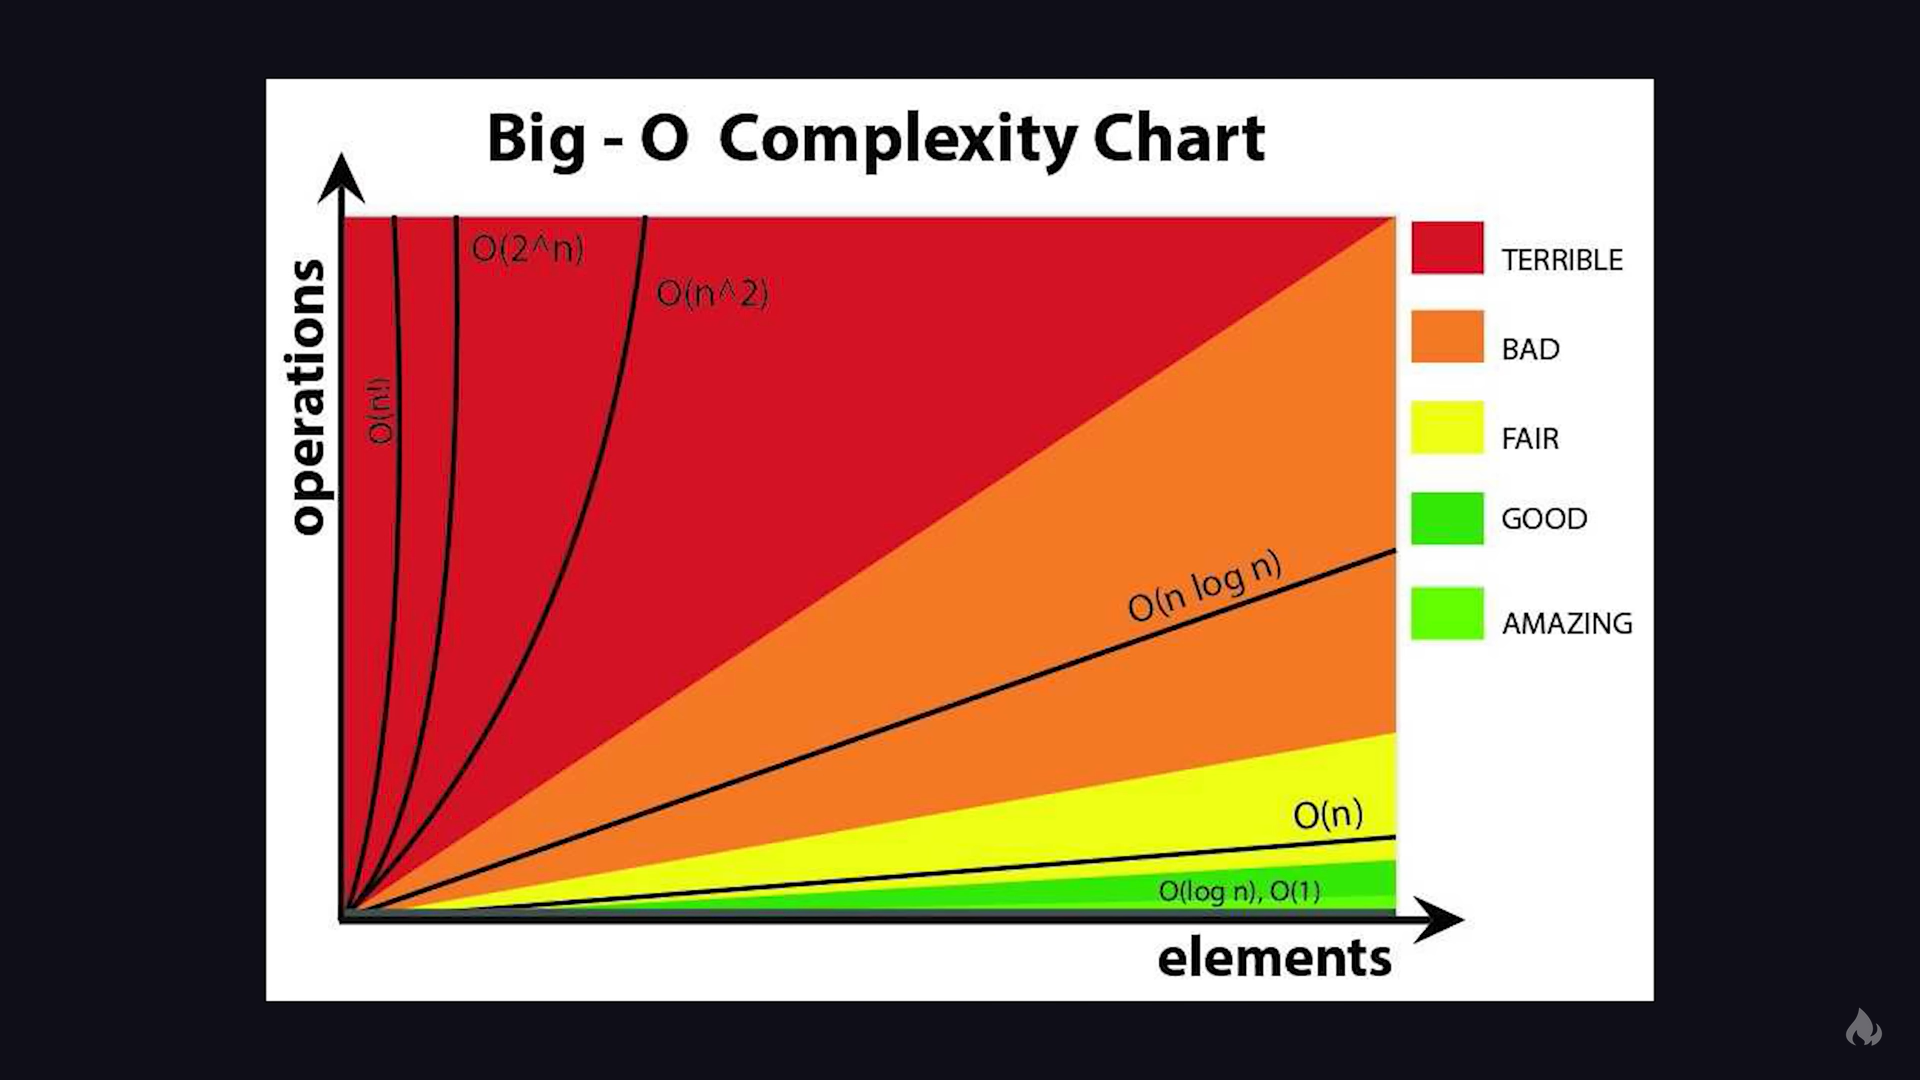 Big - O Complexity Chart
operations
O(n!)
O(2^n)
O(n^2)
O(n log n)
O(n)
O(log n), O(1)
elements
TERRIBLE
BAD
FAIR
GOOD
AMAZING